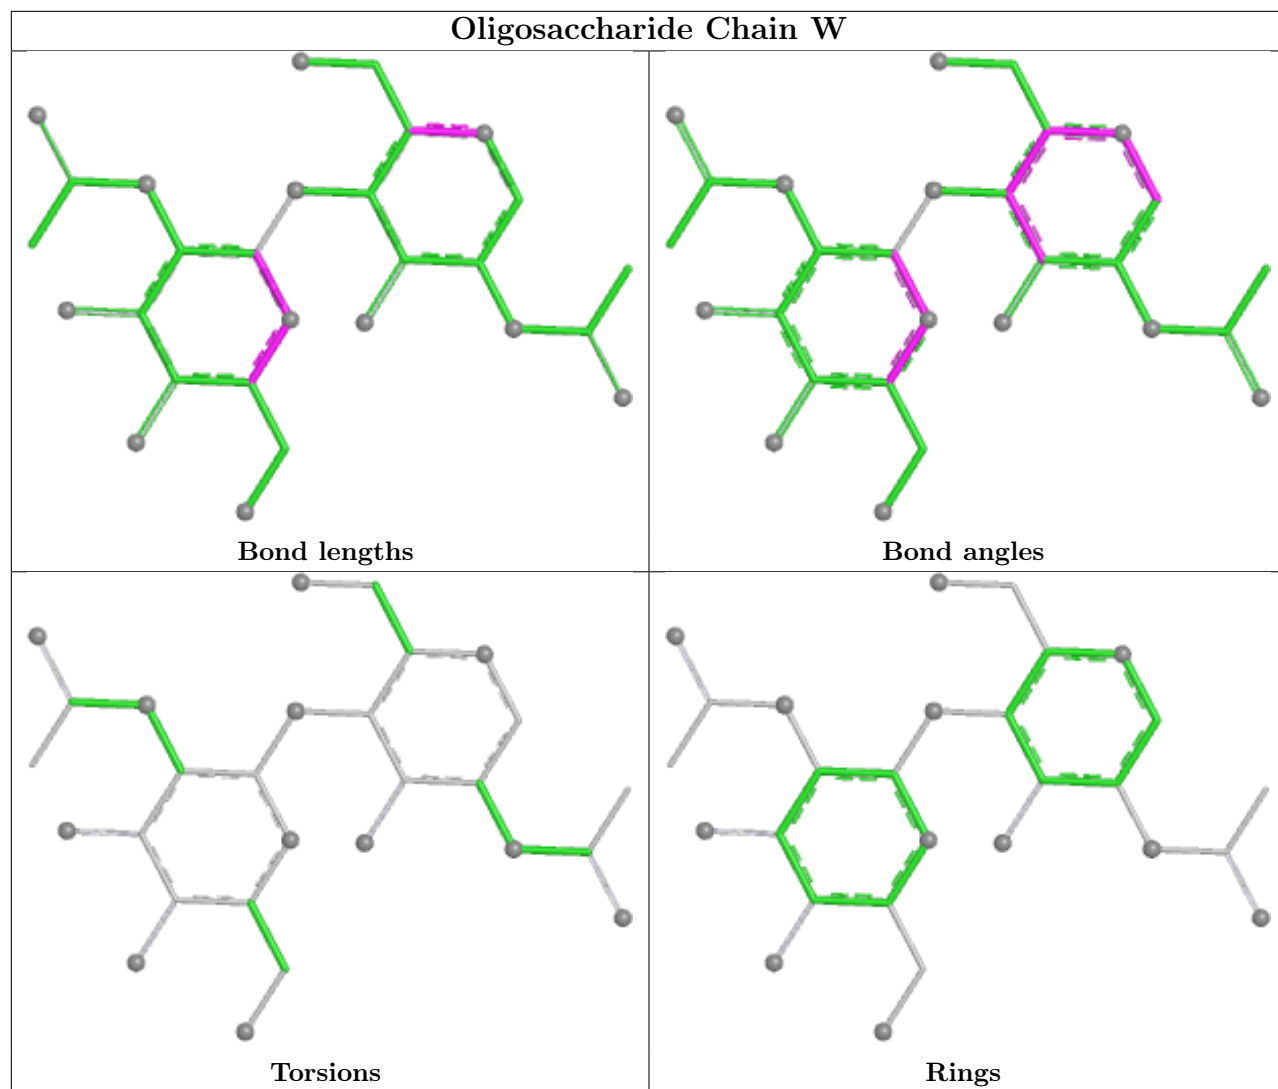 Oligosaccharide Chain W
Bond lengths
Bond angles
Torsions
Rings